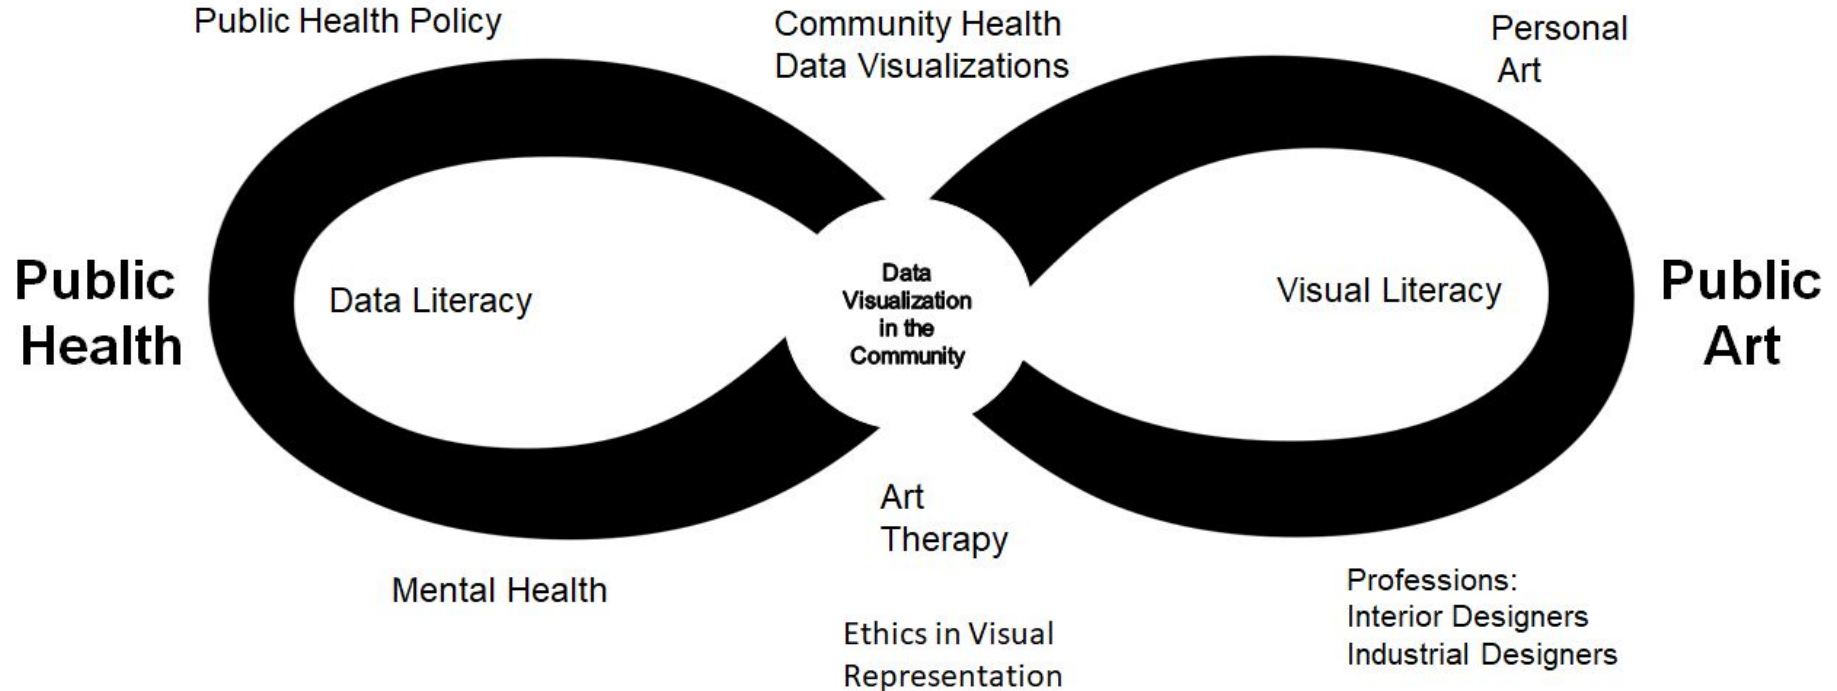 Public Health Policy
Community Health
Data Visualizations
Personal
Art
Public
Health
Data Literacy
Data
Visualization
in the
Community
Visual Literacy
Public
Art
Art
Therapy
Mental Health
Ethics in Visual
Representation
Professions:
Interior Designers
Industrial Designers